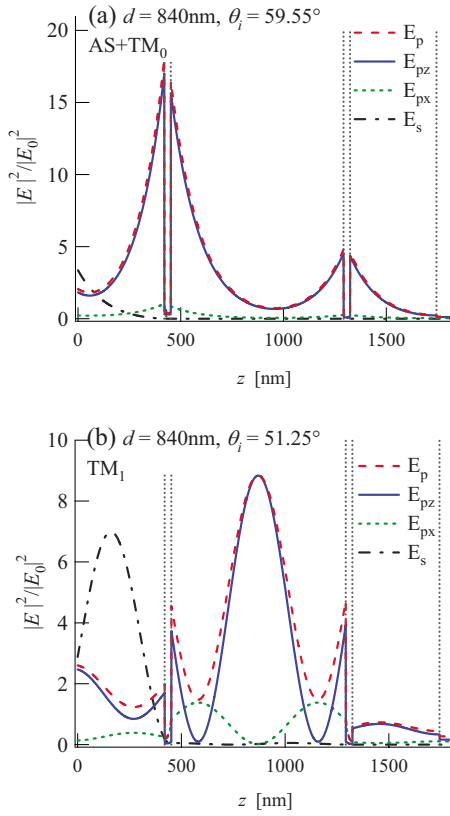 (a) d = 840nm, θi = 59.55°
AS+TM0
Ep
Epz
Epx
Es
20
15
10
5
0
|E|²/|E0|²
0 500 1000 1500
z [nm]
(b) d = 840nm, θi = 51.25°
TM1
Ep
Epz
Epx
Es
10
8
6
4
2
0
|E|²/|E0|²
0 500 1000 1500
z [nm]